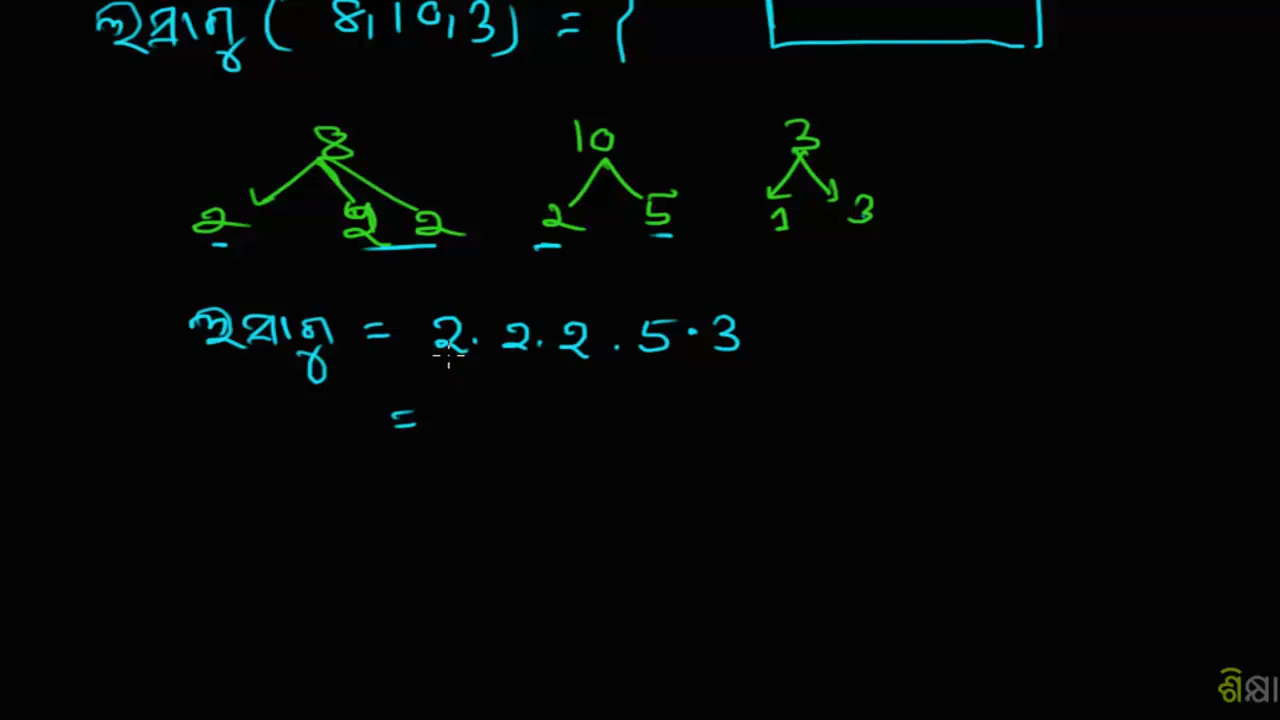 ଲସାଗୁ ( 8, 10, 3 ) = {
8 10 3
2 2 2 2 5 1 3
ଲସାଗୁ = 2 . 2 . 2 . 5 . 3
=
ଶିକ୍ଷା